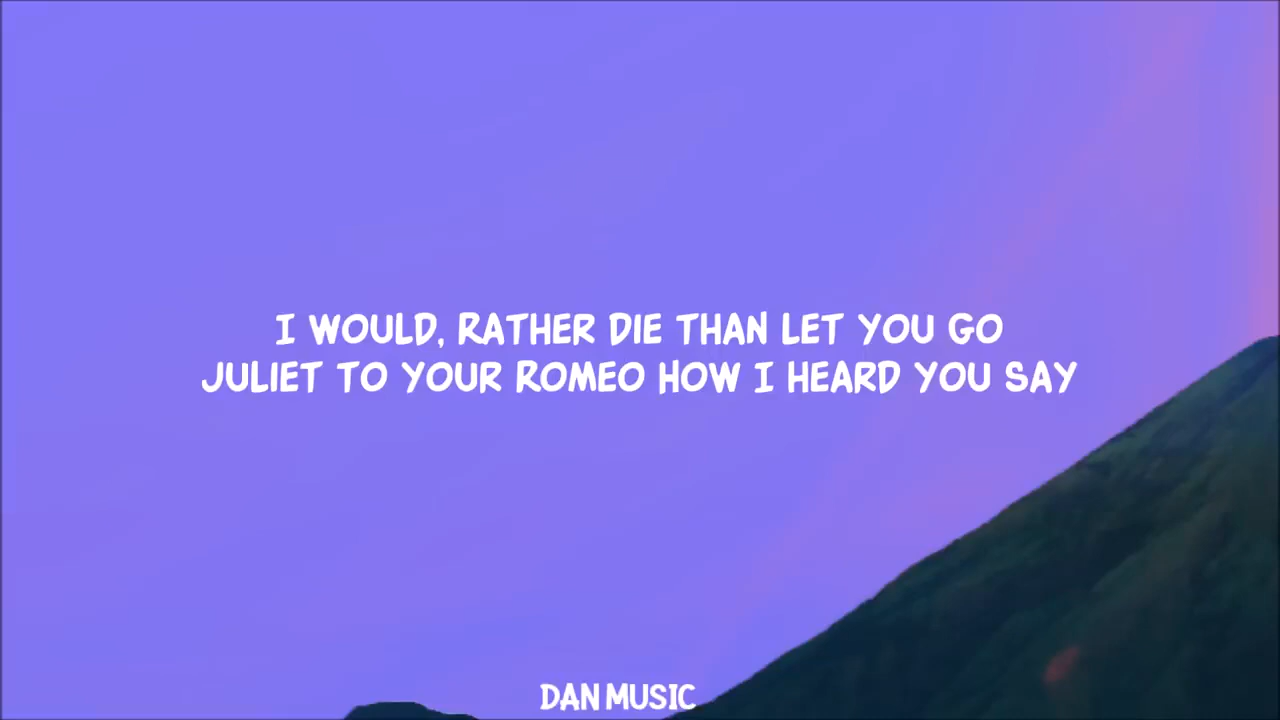 I WOULD, RATHER DIE THAN LET YOU GO
JULIET TO YOUR ROMEO HOW I HEARD YOU SAY
DAN MUSIC